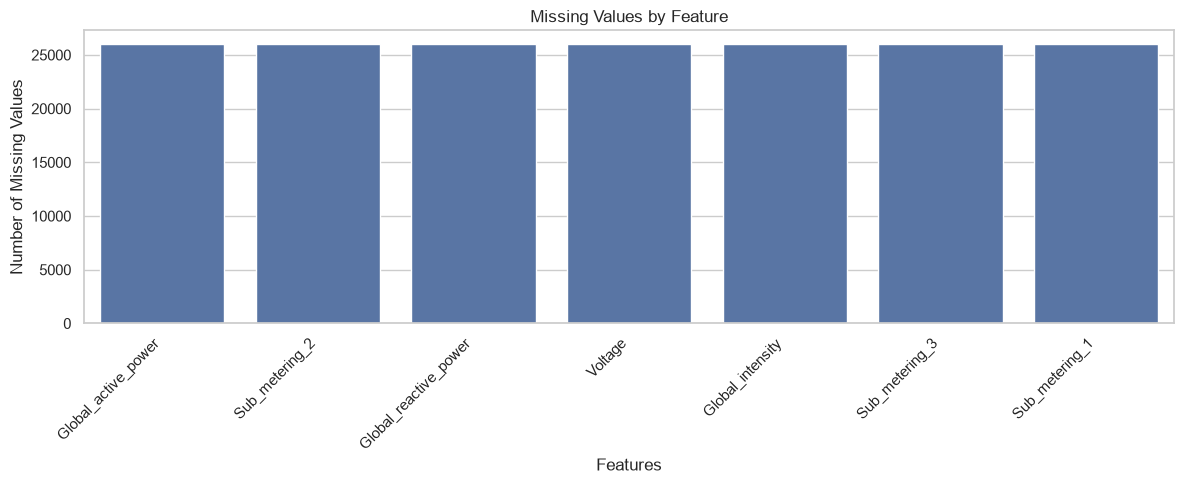 Missing Values by Feature
Number of Missing Values
25000
20000
15000
10000
5000
0
Global_active_power
Sub_metering_2
Global_reactive_power
Voltage
Global_intensity
Sub_metering_3
Sub_metering_1
Features